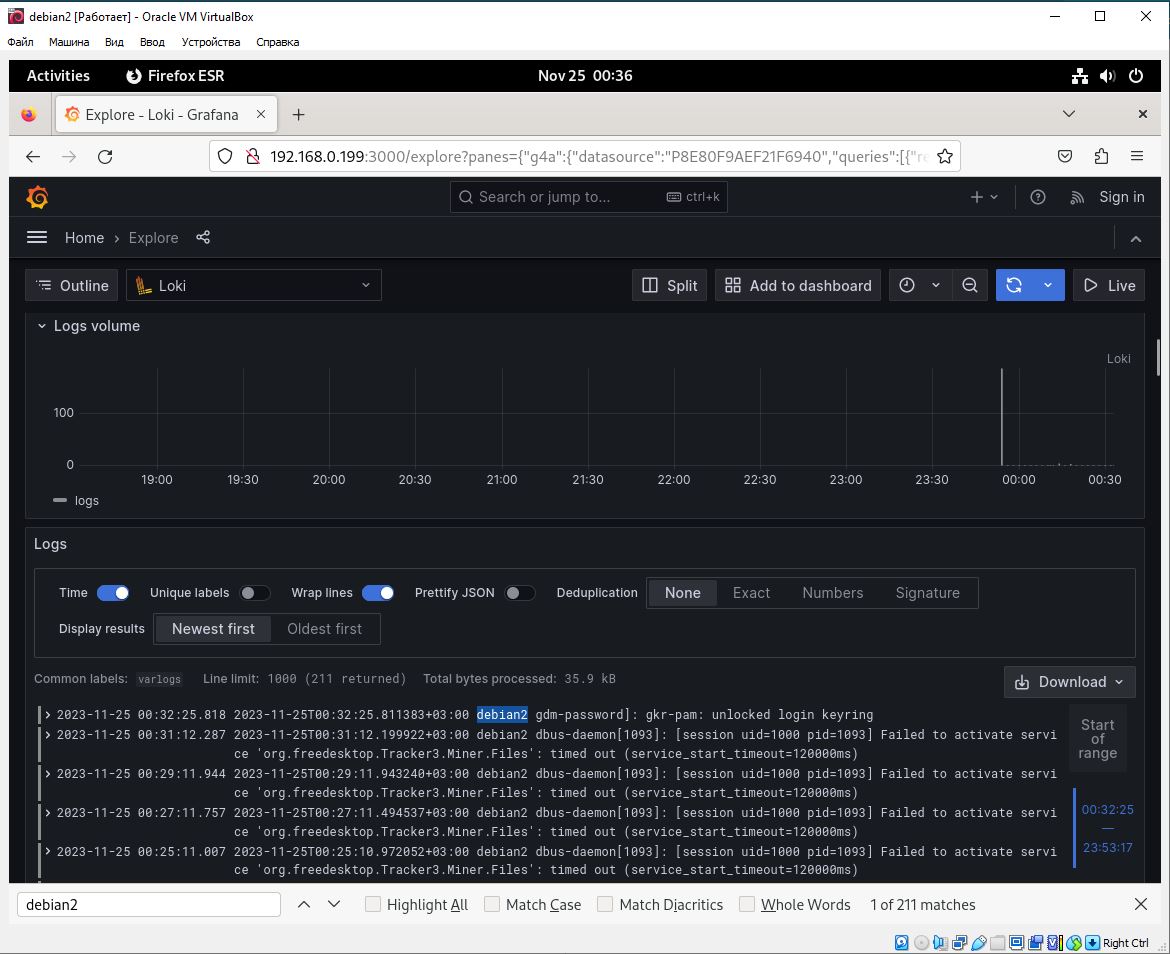 debian2 [Работает] - Oracle VM VirtualBox
Файл Машина Вид Ввод Устройства Справка
Activities Firefox ESR Nov 25 00:36
Explore - Loki - Grafana
192.168.0.199:3000/explore?panes={"g4a":{"datasource":"P8E80F9AEF21F6940","queries":[{"re
Search or jump to... ctrl+k Sign in
Home › Explore
Outline Loki Split Add to dashboard Live
Logs volume
Loki
100
0
19:00 19:30 20:00 20:30 21:00 21:30 22:00 22:30 23:00 23:30 00:00 00:30
logs
Logs
Time Unique labels Wrap lines Prettify JSON Deduplication None Exact Numbers Signature
Display results Newest first Oldest first
Common labels: varlogs Line limit: 1000 (211 returned) Total bytes processed: 35.9 kB Download
2023-11-25 00:32:25.818 2023-11-25T00:32:25.811383+03:00 debian2 gdm-password]: gkr-pam: unlocked login keyring
2023-11-25 00:31:12.287 2023-11-25T00:31:12.199922+03:00 debian2 dbus-daemon[1093]: [session uid=1000 pid=1093] Failed to activate servi
ce 'org.freedesktop.Tracker3.Miner.Files': timed out (service_start_timeout=120000ms)
2023-11-25 00:29:11.944 2023-11-25T00:29:11.943240+03:00 debian2 dbus-daemon[1093]: [session uid=1000 pid=1093] Failed to activate servi
ce 'org.freedesktop.Tracker3.Miner.Files': timed out (service_start_timeout=120000ms)
2023-11-25 00:27:11.757 2023-11-25T00:27:11.494537+03:00 debian2 dbus-daemon[1093]: [session uid=1000 pid=1093] Failed to activate servi
ce 'org.freedesktop.Tracker3.Miner.Files': timed out (service_start_timeout=120000ms)
2023-11-25 00:25:11.007 2023-11-25T00:25:10.972052+03:00 debian2 dbus-daemon[1093]: [session uid=1000 pid=1093] Failed to activate servi
ce 'org.freedesktop.Tracker3.Miner.Files': timed out (service_start_timeout=120000ms)
Start
of
range
00:32:25
—
23:53:17
debian2 Highlight All Match Case Match Diacritics Whole Words 1 of 211 matches
Right Ctrl